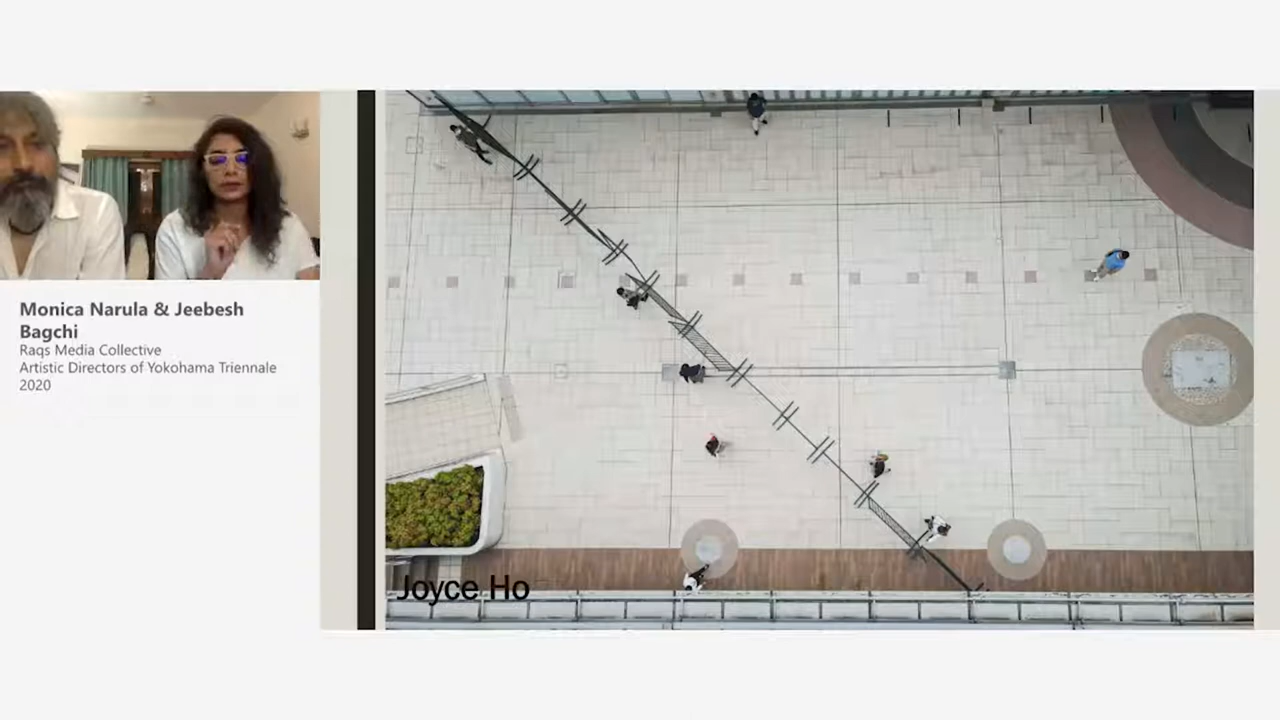 Monica Narula & Jeebesh
Bagchi
Raqs Media Collective
Artistic Directors of Yokohama Triennale
2020
Joyce Ho